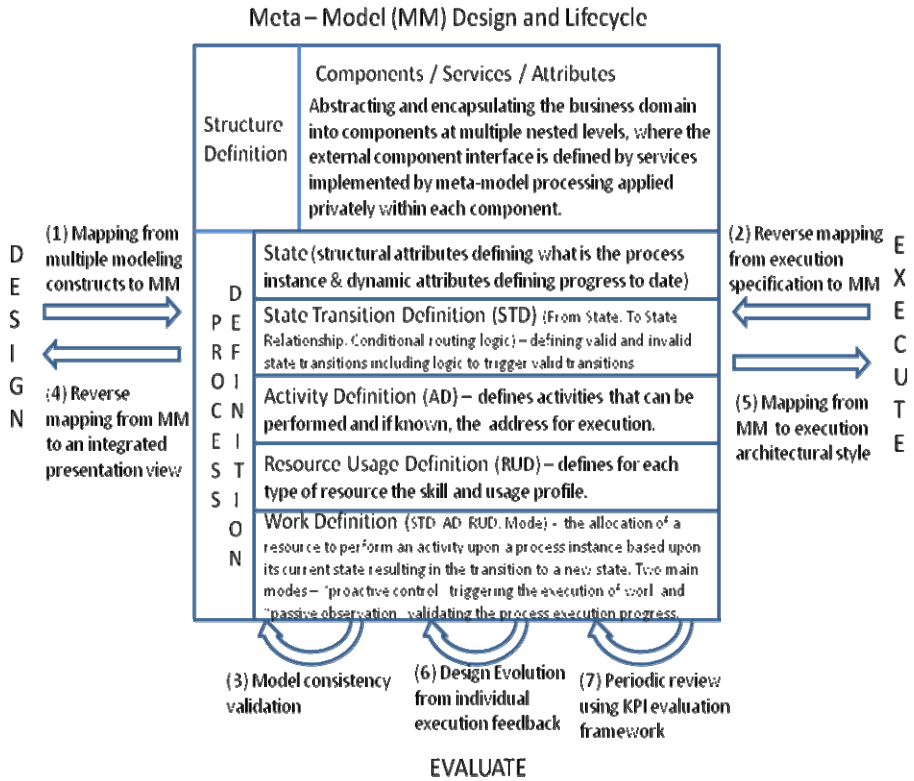 Meta – Model (MM) Design and Lifecycle
Structure
Definition
Components / Services / Attributes
Abstracting and encapsulating the business domain
into components at multiple nested levels, where the
external component interface is defined by services
implemented by meta-model processing applied
privately within each component.
DESIGN
(1) Mapping from
multiple modeling
constructs to MM
(4) Reverse
mapping from MM
to an integrated
presentation view
PROCESS
DEFINITION
State (structural attributes defining what is the process
instance & dynamic attributes defining progress to date)
State Transition Definition (STD) (From State. To State
Relationship. Conditional routing logic) – defining valid and invalid
state transitions including logic to trigger valid transitions
Activity Definition (AD) – defines activities that can be
performed and if known, the address for execution.
Resource Usage Definition (RUD) – defines for each
type of resource the skill and usage profile.
Work Definition (STD AD RUD. Mode) - the allocation of a
resource to perform an activity upon a process instance based upon
its current state resulting in the transition to a new state. Two main
modes – "proactive control triggering the execution of work and
"passive observation validating the process execution progress.
(2) Reverse mapping
from execution
specification to MM
(5) Mapping from
MM to execution
architectural style
EXECUTE
(3) Model consistency
validation
(6) Design Evolution
from individual
execution feedback
(7) Periodic review
using KPI evaluation
framework
EVALUATE